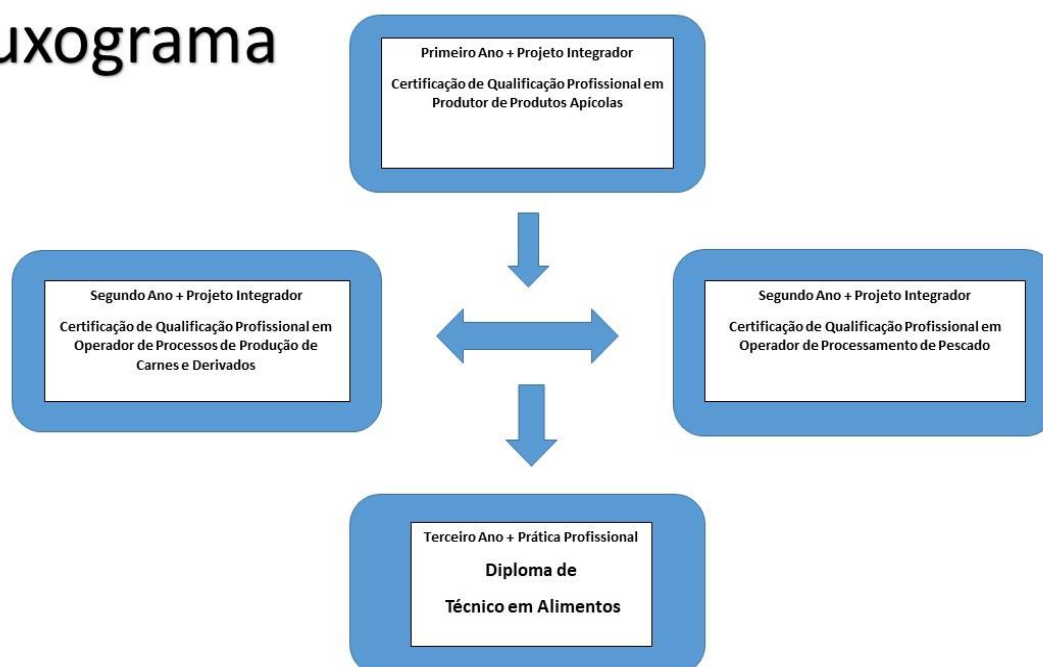 uxograma
Primeiro Ano + Projeto Integrador
Certificação de Qualificação Profissional em
Produtor de Produtos Apícolas
Segundo Ano + Projeto Integrador
Certificação de Qualificação Profissional em
Operador de Processos de Produção de
Carnes e Derivados
Segundo Ano + Projeto Integrador
Certificação de Qualificação Profissional em
Operador de Processamento de Pescado
Terceiro Ano + Prática Profissional
Diploma de
Técnico em Alimentos